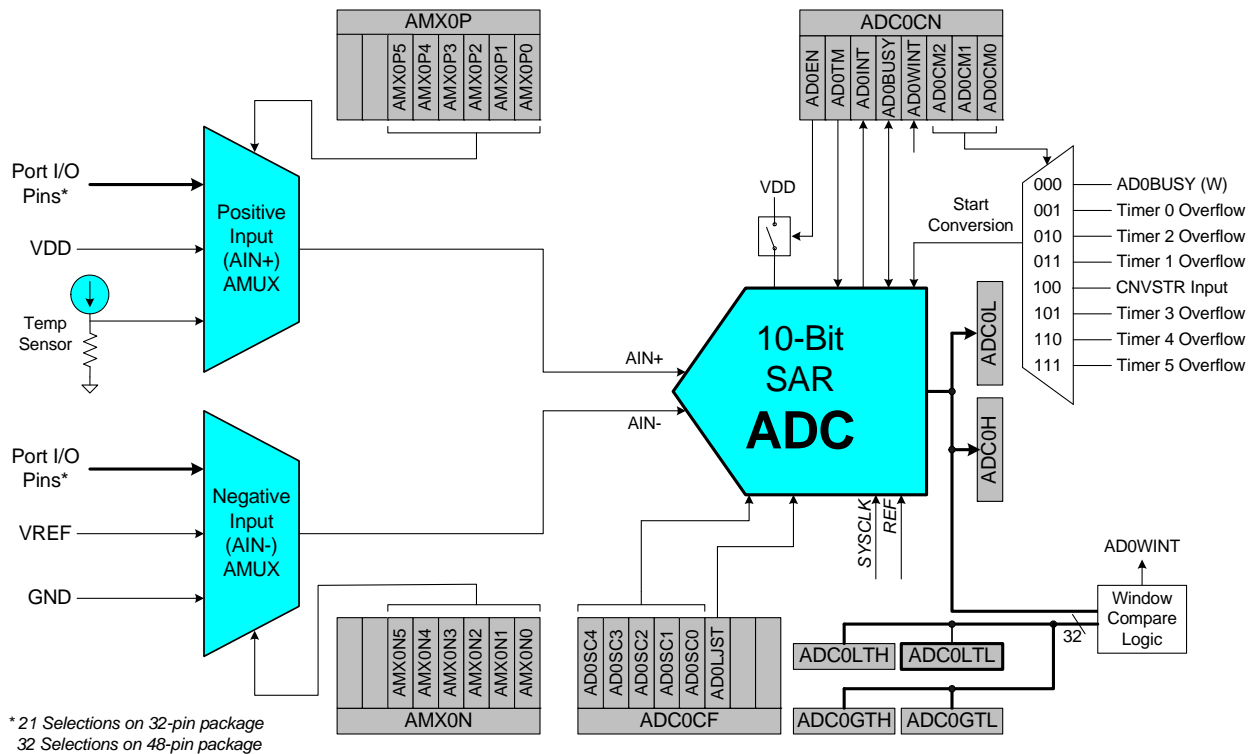 AMX0P
AMX0P5
AMX0P4
AMX0P3
AMX0P2
AMX0P1
AMX0P0
ADC0CN
AD0EN
AD0TM
AD0INT
AD0BUSY
AD0WINT
AD0CM2
AD0CM1
AD0CM0
Port I/O
Pins*
VDD
Temp
Sensor
Positive
Input
(AIN+)
AMUX
VDD
Start
Conversion
000
AD0BUSY (W)
001
Timer 0 Overflow
010
Timer 2 Overflow
011
Timer 1 Overflow
100
CNVSTR Input
101
Timer 3 Overflow
110
Timer 4 Overflow
111
Timer 5 Overflow
AIN+
AIN-
10-Bit
SAR
ADC
ADC0L
ADC0H
Port I/O
Pins*
VREF
GND
Negative
Input
(AIN-)
AMUX
SYSCLK
REF
AD0WINT
Window
Compare
Logic
32
AMX0N5
AMX0N4
AMX0N3
AMX0N2
AMX0N1
AMX0N0
AMX0N
AD0SC4
AD0SC3
AD0SC2
AD0SC1
AD0SC0
AD0LJST
ADC0CF
ADC0LTH
ADC0LTL
ADC0GTH
ADC0GTL
* 21 Selections on 32-pin package
32 Selections on 48-pin package